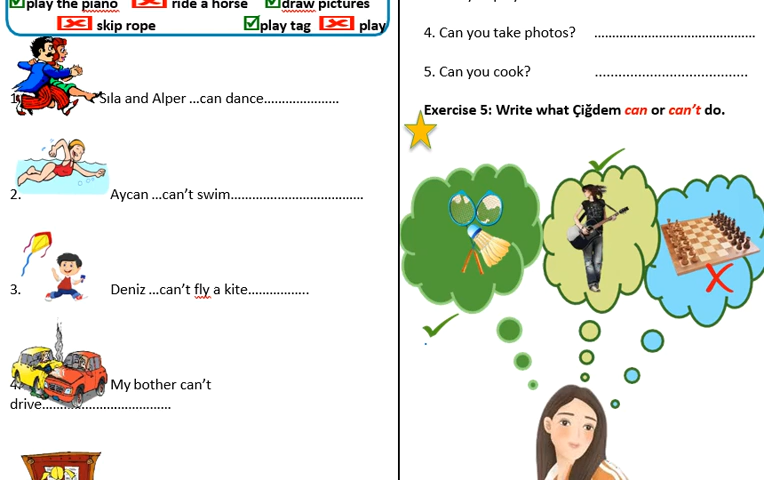 play the piano ride a horse draw pictures
skip rope play tag play
1. Sıla and Alper ...can dance.....................
2. Aycan ...can't swim.......................................
3. Deniz ...can't fly a kite.................
4. My bother can't
drive....................................
4. Can you take photos? ..............................................
5. Can you cook? .......................................
Exercise 5: Write what Çiğdem can or can't do.